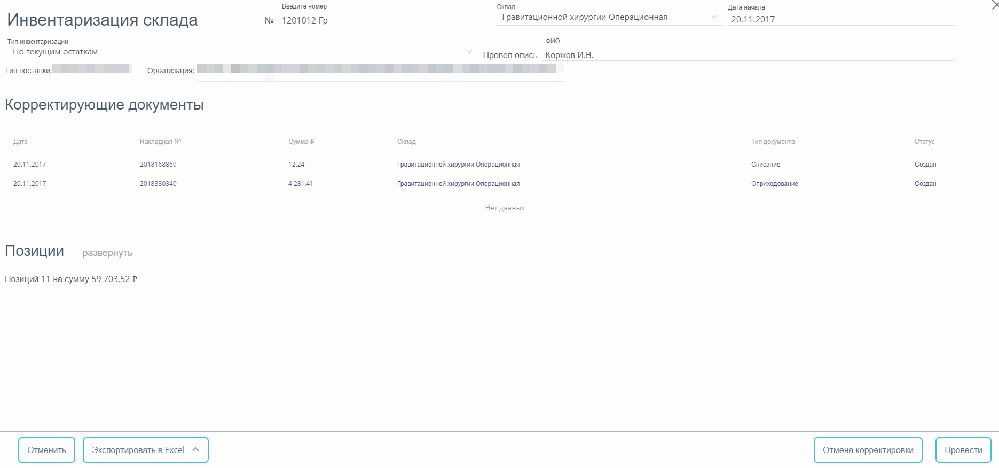 Инвентаризация склада
Введите номер
№ 1201012-Гр
Склад
Гравитационной хирургии Операционная
Дата начала
20.11.2017
Тип инвентаризации
По текущим остаткам
ФИО
Провел опись Коржов И.В.
Тип поставки: Организация:
Корректирующие документы
Дата Накладная № Сумма ₽ Склад Тип документа Статус
20.11.2017 2018168869 12,24 Гравитационной хирургии Операционная Списание Создан
20.11.2017 2018380340 4 281,41 Гравитационной хирургии Операционная Оприходование Создан
Нет данных
Позиции развернуть
Позиций 11 на сумму 59 703,52 ₽
Отменить Экспортировать в Excel Отмена корректировки Провести